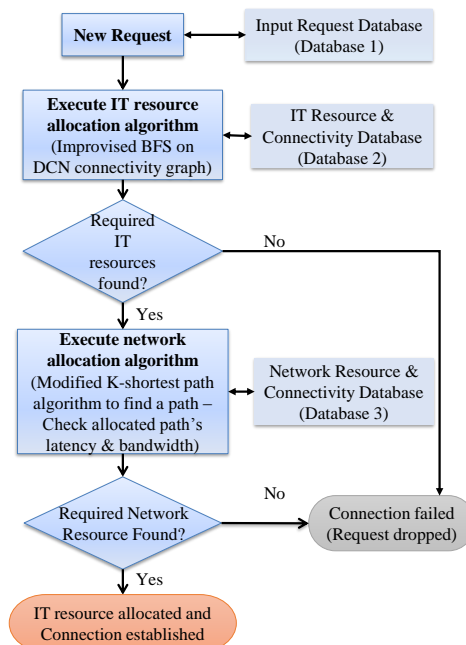 New Request
Input Request Database
(Database 1)
Execute IT resource
allocation algorithm
(Improvised BFS on
DCN connectivity graph)
IT Resource &
Connectivity Database
(Database 2)
Required
IT
resources
found?
No
Yes
Execute network
allocation algorithm
(Modified K-shortest path
algorithm to find a path –
Check allocated path's
latency & bandwidth)
Network Resource &
Connectivity Database
(Database 3)
Required Network
Resource Found?
No
Connection failed
(Request dropped)
Yes
IT resource allocated and
Connection established